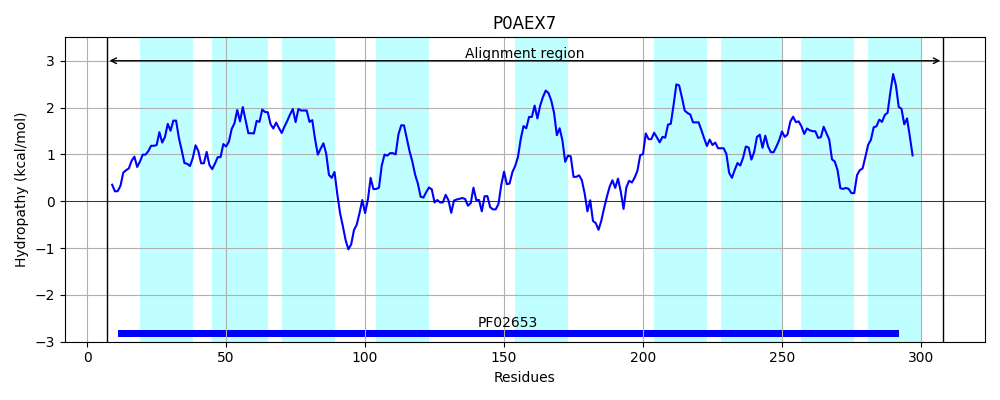 P0AEX7
Alignment region
Hydropathy (kcal/mol)
3
2
1
0
−1
−2
−3
PF02653
0
50
100
150
200
250
300
Residues